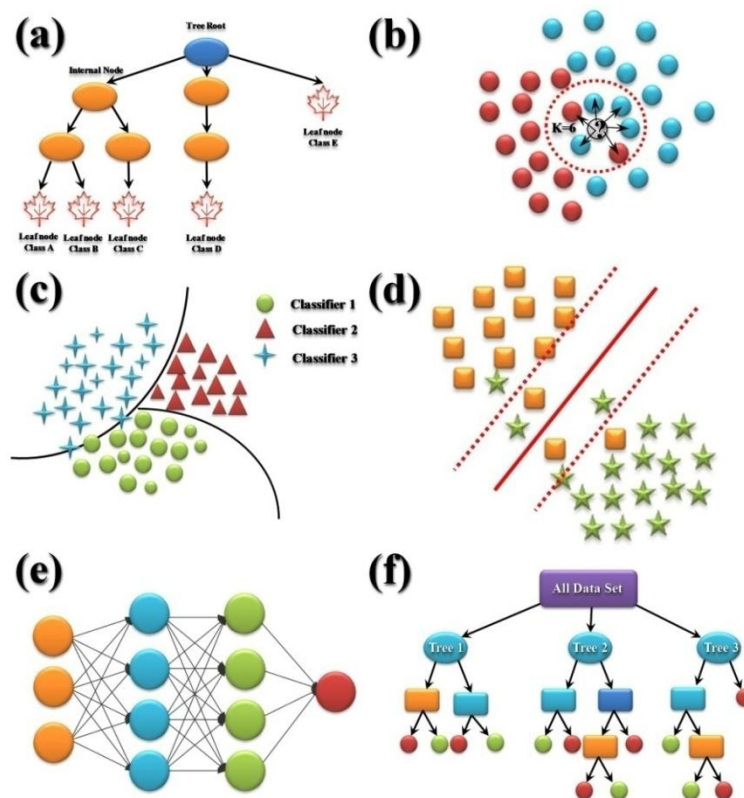 (a)
Tree Root
Internal Node
Leaf node
Class E
Leaf node
Class A
Leaf node
Class B
Leaf node
Class C
Leaf node
Class D
(b)
K=6
?
(c)
Classifier 1
Classifier 2
Classifier 3
(d)
(e)
(f)
All Data Set
Tree 1
Tree 2
Tree 3